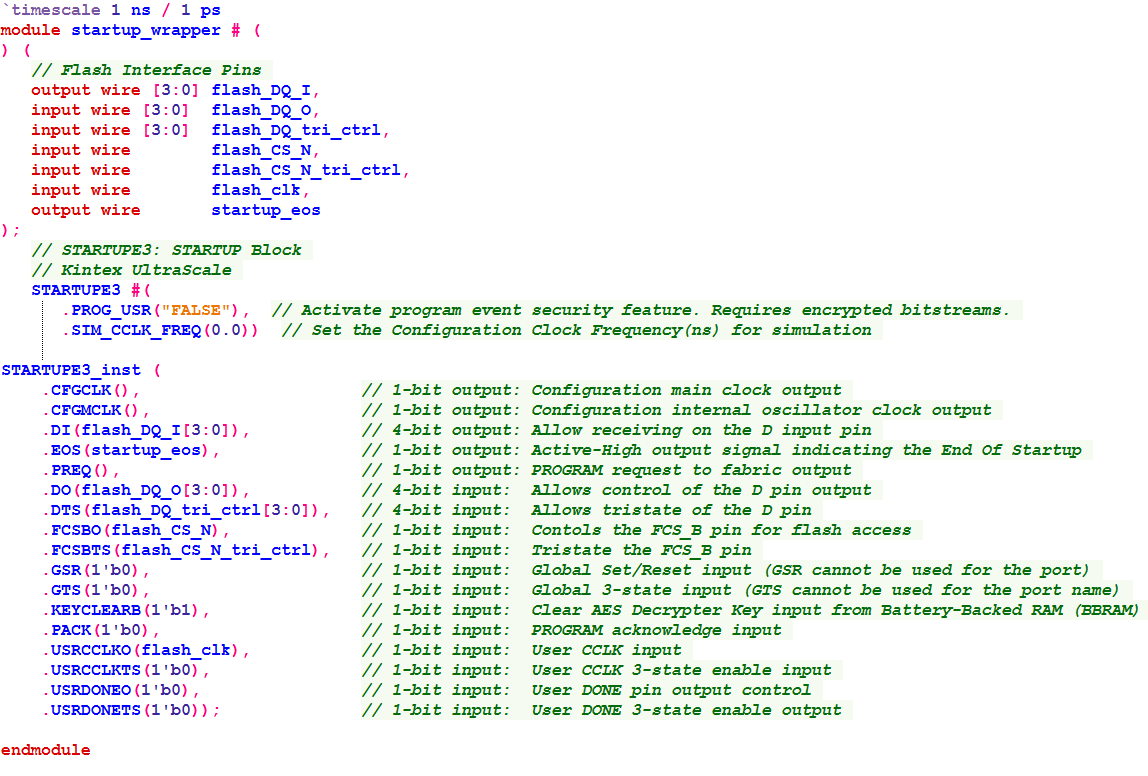 `timescale 1 ns / 1 ps
module startup_wrapper # (
) (
// Flash Interface Pins
output wire [3:0] flash_DQ_I,
input wire [3:0] flash_DQ_O,
input wire [3:0] flash_DQ_tri_ctrl,
input wire flash_CS_N,
input wire flash_CS_N_tri_ctrl,
input wire flash_clk,
output wire startup_eos
);
// STARTUPE3: STARTUP Block
// Kintex UltraScale
STARTUPE3 #(
.PROG_USR("FALSE"), // Activate program event security feature. Requires encrypted bitstreams.
.SIM_CCLK_FREQ(0.0)) // Set the Configuration Clock Frequency(ns) for simulation
STARTUPE3_inst (
.CFGCLK(), // 1-bit output: Configuration main clock output
.CFGMCLK(), // 1-bit output: Configuration internal oscillator clock output
.DI(flash_DQ_I[3:0]), // 4-bit output: Allow receiving on the D input pin
.EOS(startup_eos), // 1-bit output: Active-High output signal indicating the End Of Startup
.PREQ(), // 1-bit output: PROGRAM request to fabric output
.DO(flash_DQ_O[3:0]), // 4-bit input: Allows control of the D pin output
.DTS(flash_DQ_tri_ctrl[3:0]), // 4-bit input: Allows tristate of the D pin
.FCSBO(flash_CS_N), // 1-bit input: Contols the FCS_B pin for flash access
.FCSBTS(flash_CS_N_tri_ctrl), // 1-bit input: Tristate the FCS_B pin
.GSR(1'b0), // 1-bit input: Global Set/Reset input (GSR cannot be used for the port)
.GTS(1'b0), // 1-bit input: Global 3-state input (GTS cannot be used for the port name)
.KEYCLEARB(1'b1), // 1-bit input: Clear AES Decrypter Key input from Battery-Backed RAM (BBRAM)
.PACK(1'b0), // 1-bit input: PROGRAM acknowledge input
.USRCCLKO(flash_clk), // 1-bit input: User CCLK input
.USRCCLKTS(1'b0), // 1-bit input: User CCLK 3-state enable input
.USRDONEO(1'b0), // 1-bit input: User DONE pin output control
.USRDONETS(1'b0)); // 1-bit input: User DONE 3-state enable output
endmodule